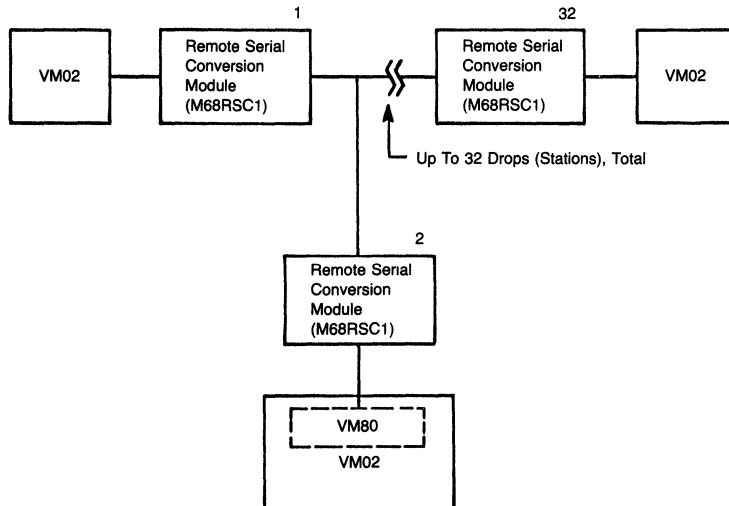 1
32
VM02
Remote Serial
Conversion
Module
(M68RSC1)
Remote Serial
Conversion
Module
(M68RSC1)
VM02
Up To 32 Drops (Stations), Total
2
Remote Serial
Conversion
Module
(M68RSC1)
VM80
VM02